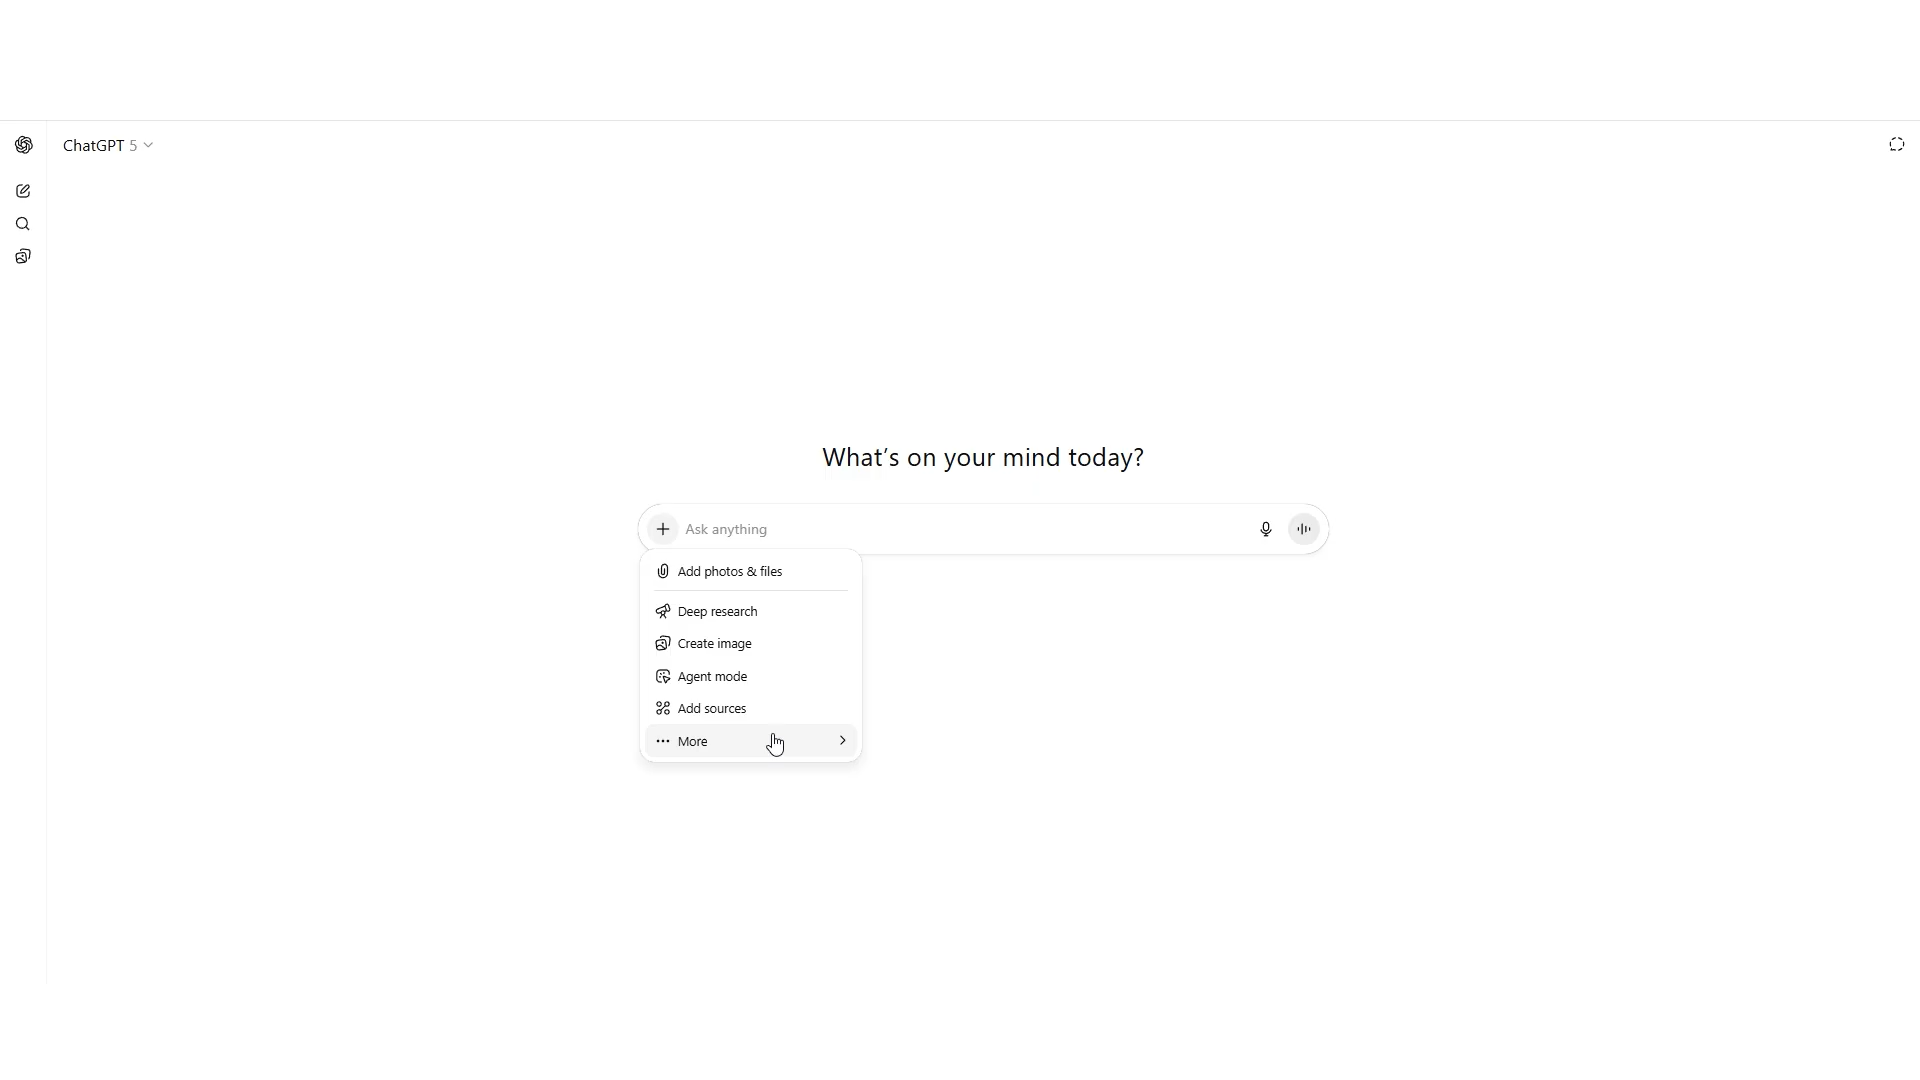 ChatGPT 5
What's on your mind today?
Ask anything
Add photos & files
Deep research
Create image
Agent mode
Add sources
More